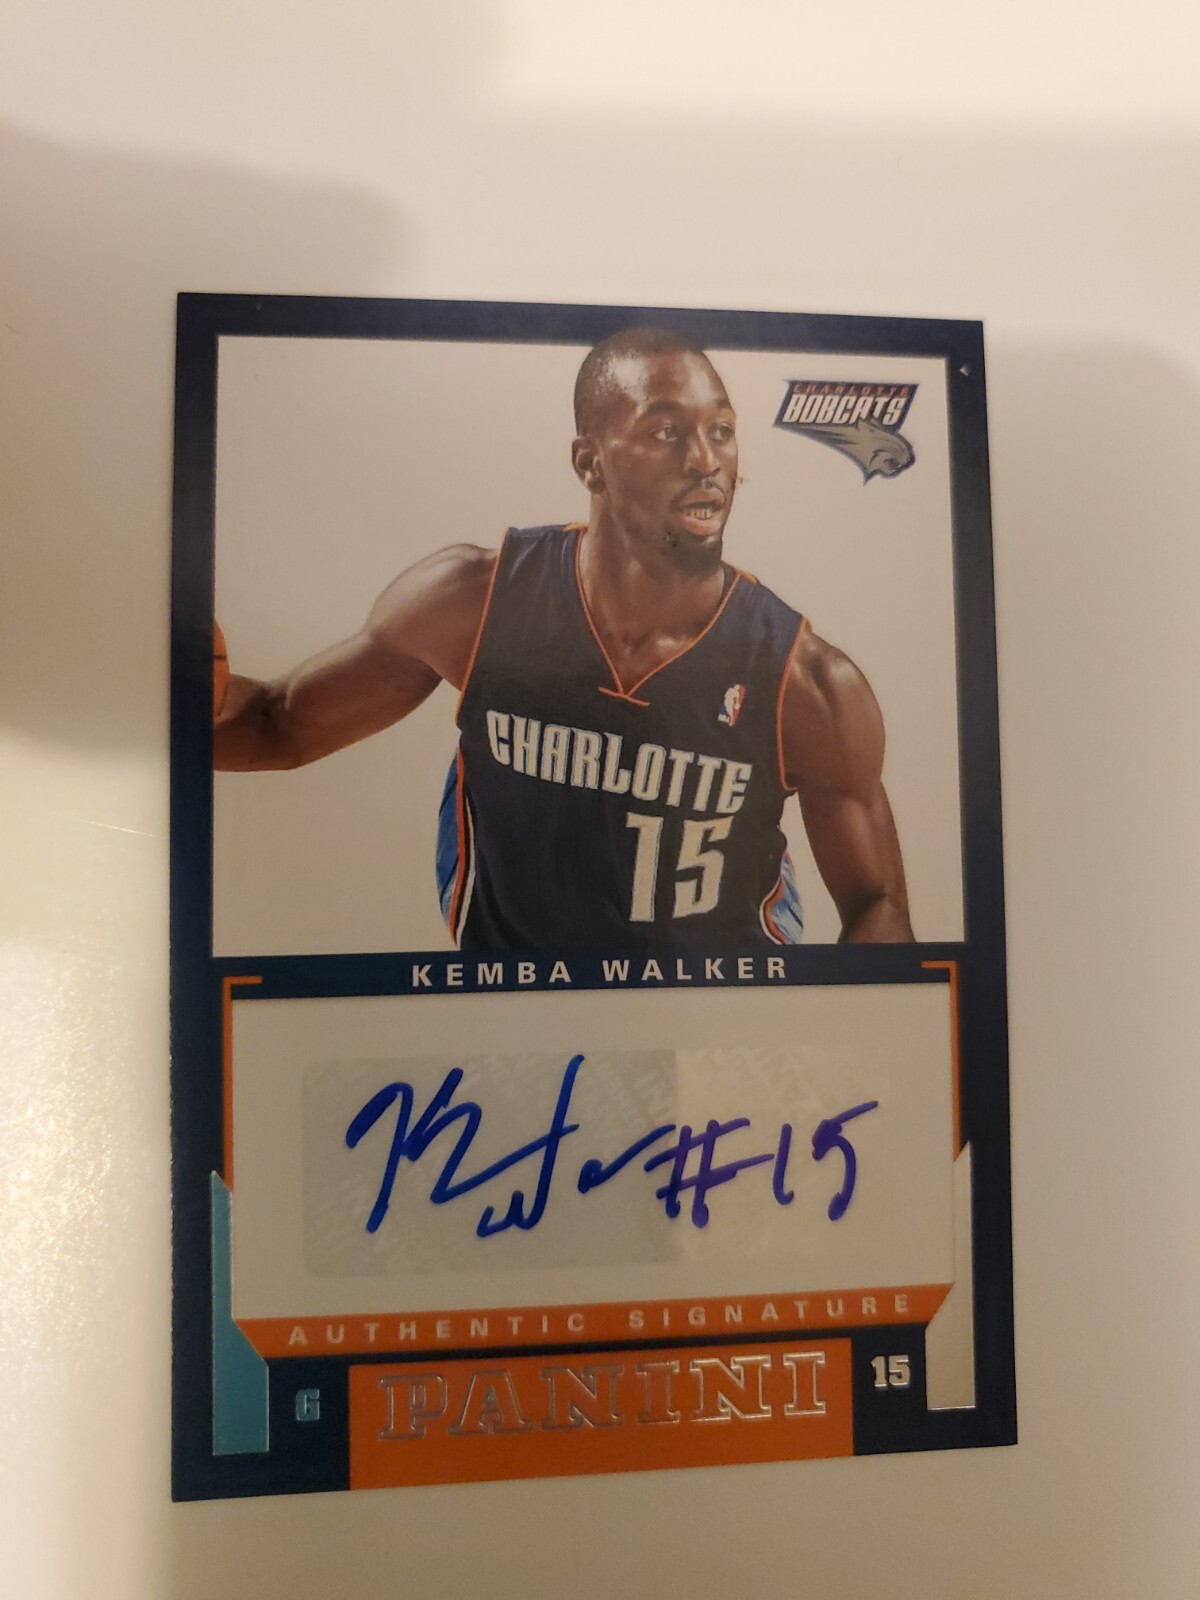 CHARLOTTE
BOBCATS
CHARLOTTE
15
KEMBA WALKER
#15
AUTHENTIC SIGNATURE
G
PANINI
15